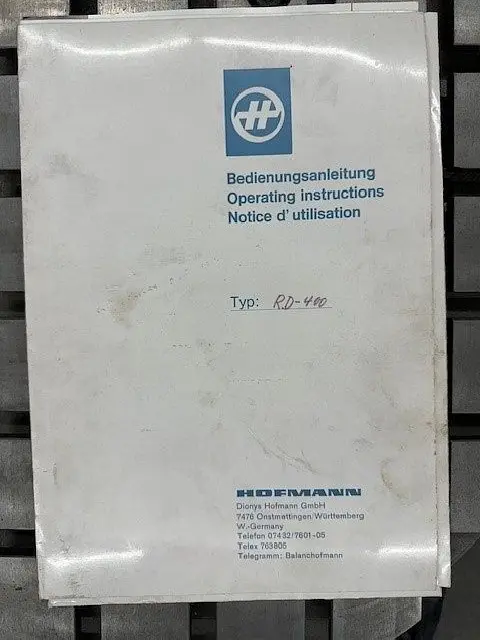 Bedienungsanleitung
Operating instructions
Notice d'utilisation
Typ: RD-400
HOFMANN
Dionys Hofmann GmbH
7476 Onstmettingen/Württemberg
W.-Germany
Telefon 07432/7601-05
Telex 763805
Telegramm: Balanchofmann